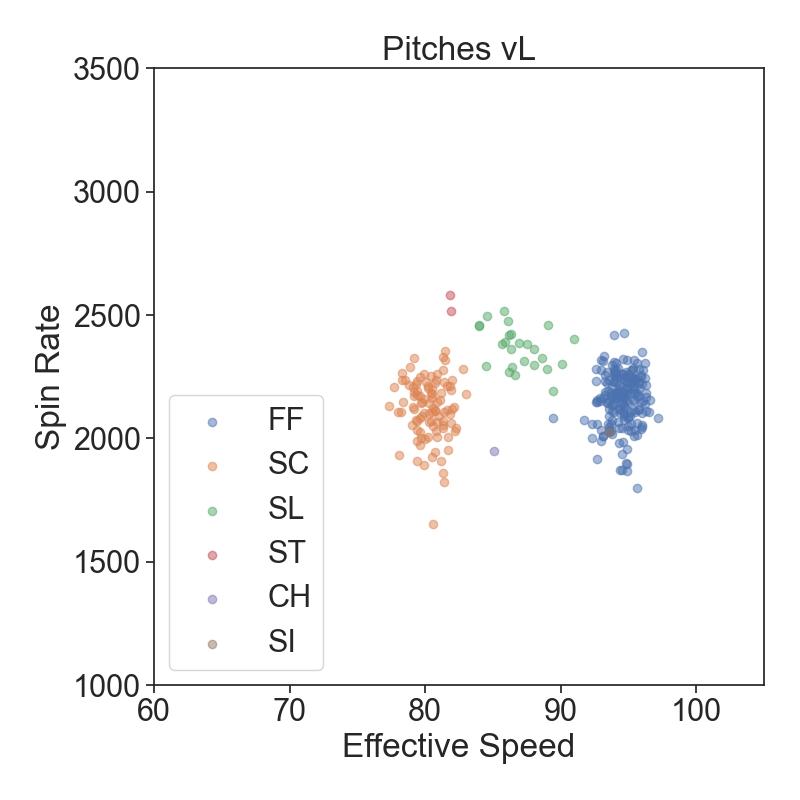 Pitches vL
3500
3000
2500
2000
1500
1000
Spin Rate
FF
SC
SL
ST
CH
SI
60 70 80 90 100
Effective Speed